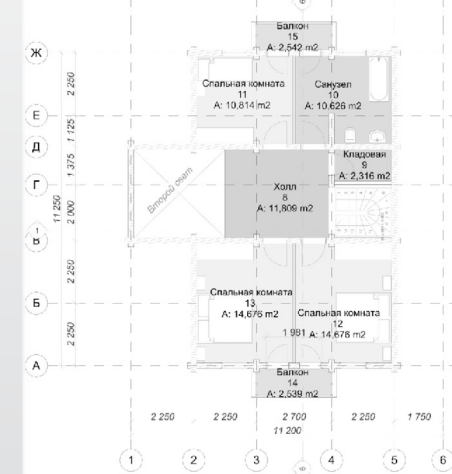 Балкон
15
A: 2,542 m2
Ж
Спальная комната
11
A: 10,814 m2
Санузел
10
A: 10,626 m2
2 250
Е
1 125
Д
Кладовая
9
A: 2,316 m2
1 375
Г
Холл
8
A: 11,809 m2
Второй свет
11 250
2 000
1
В
2 250
Спальная комната
13
A: 14,676 m2
Спальная комната
12
A: 14,676 m2
Б
1 981
2 250
А
Балкон
14
A: 2,539 m2
2 250
2 250
2 700
2 250
1 750
11 200
1
2
3
4
5
6